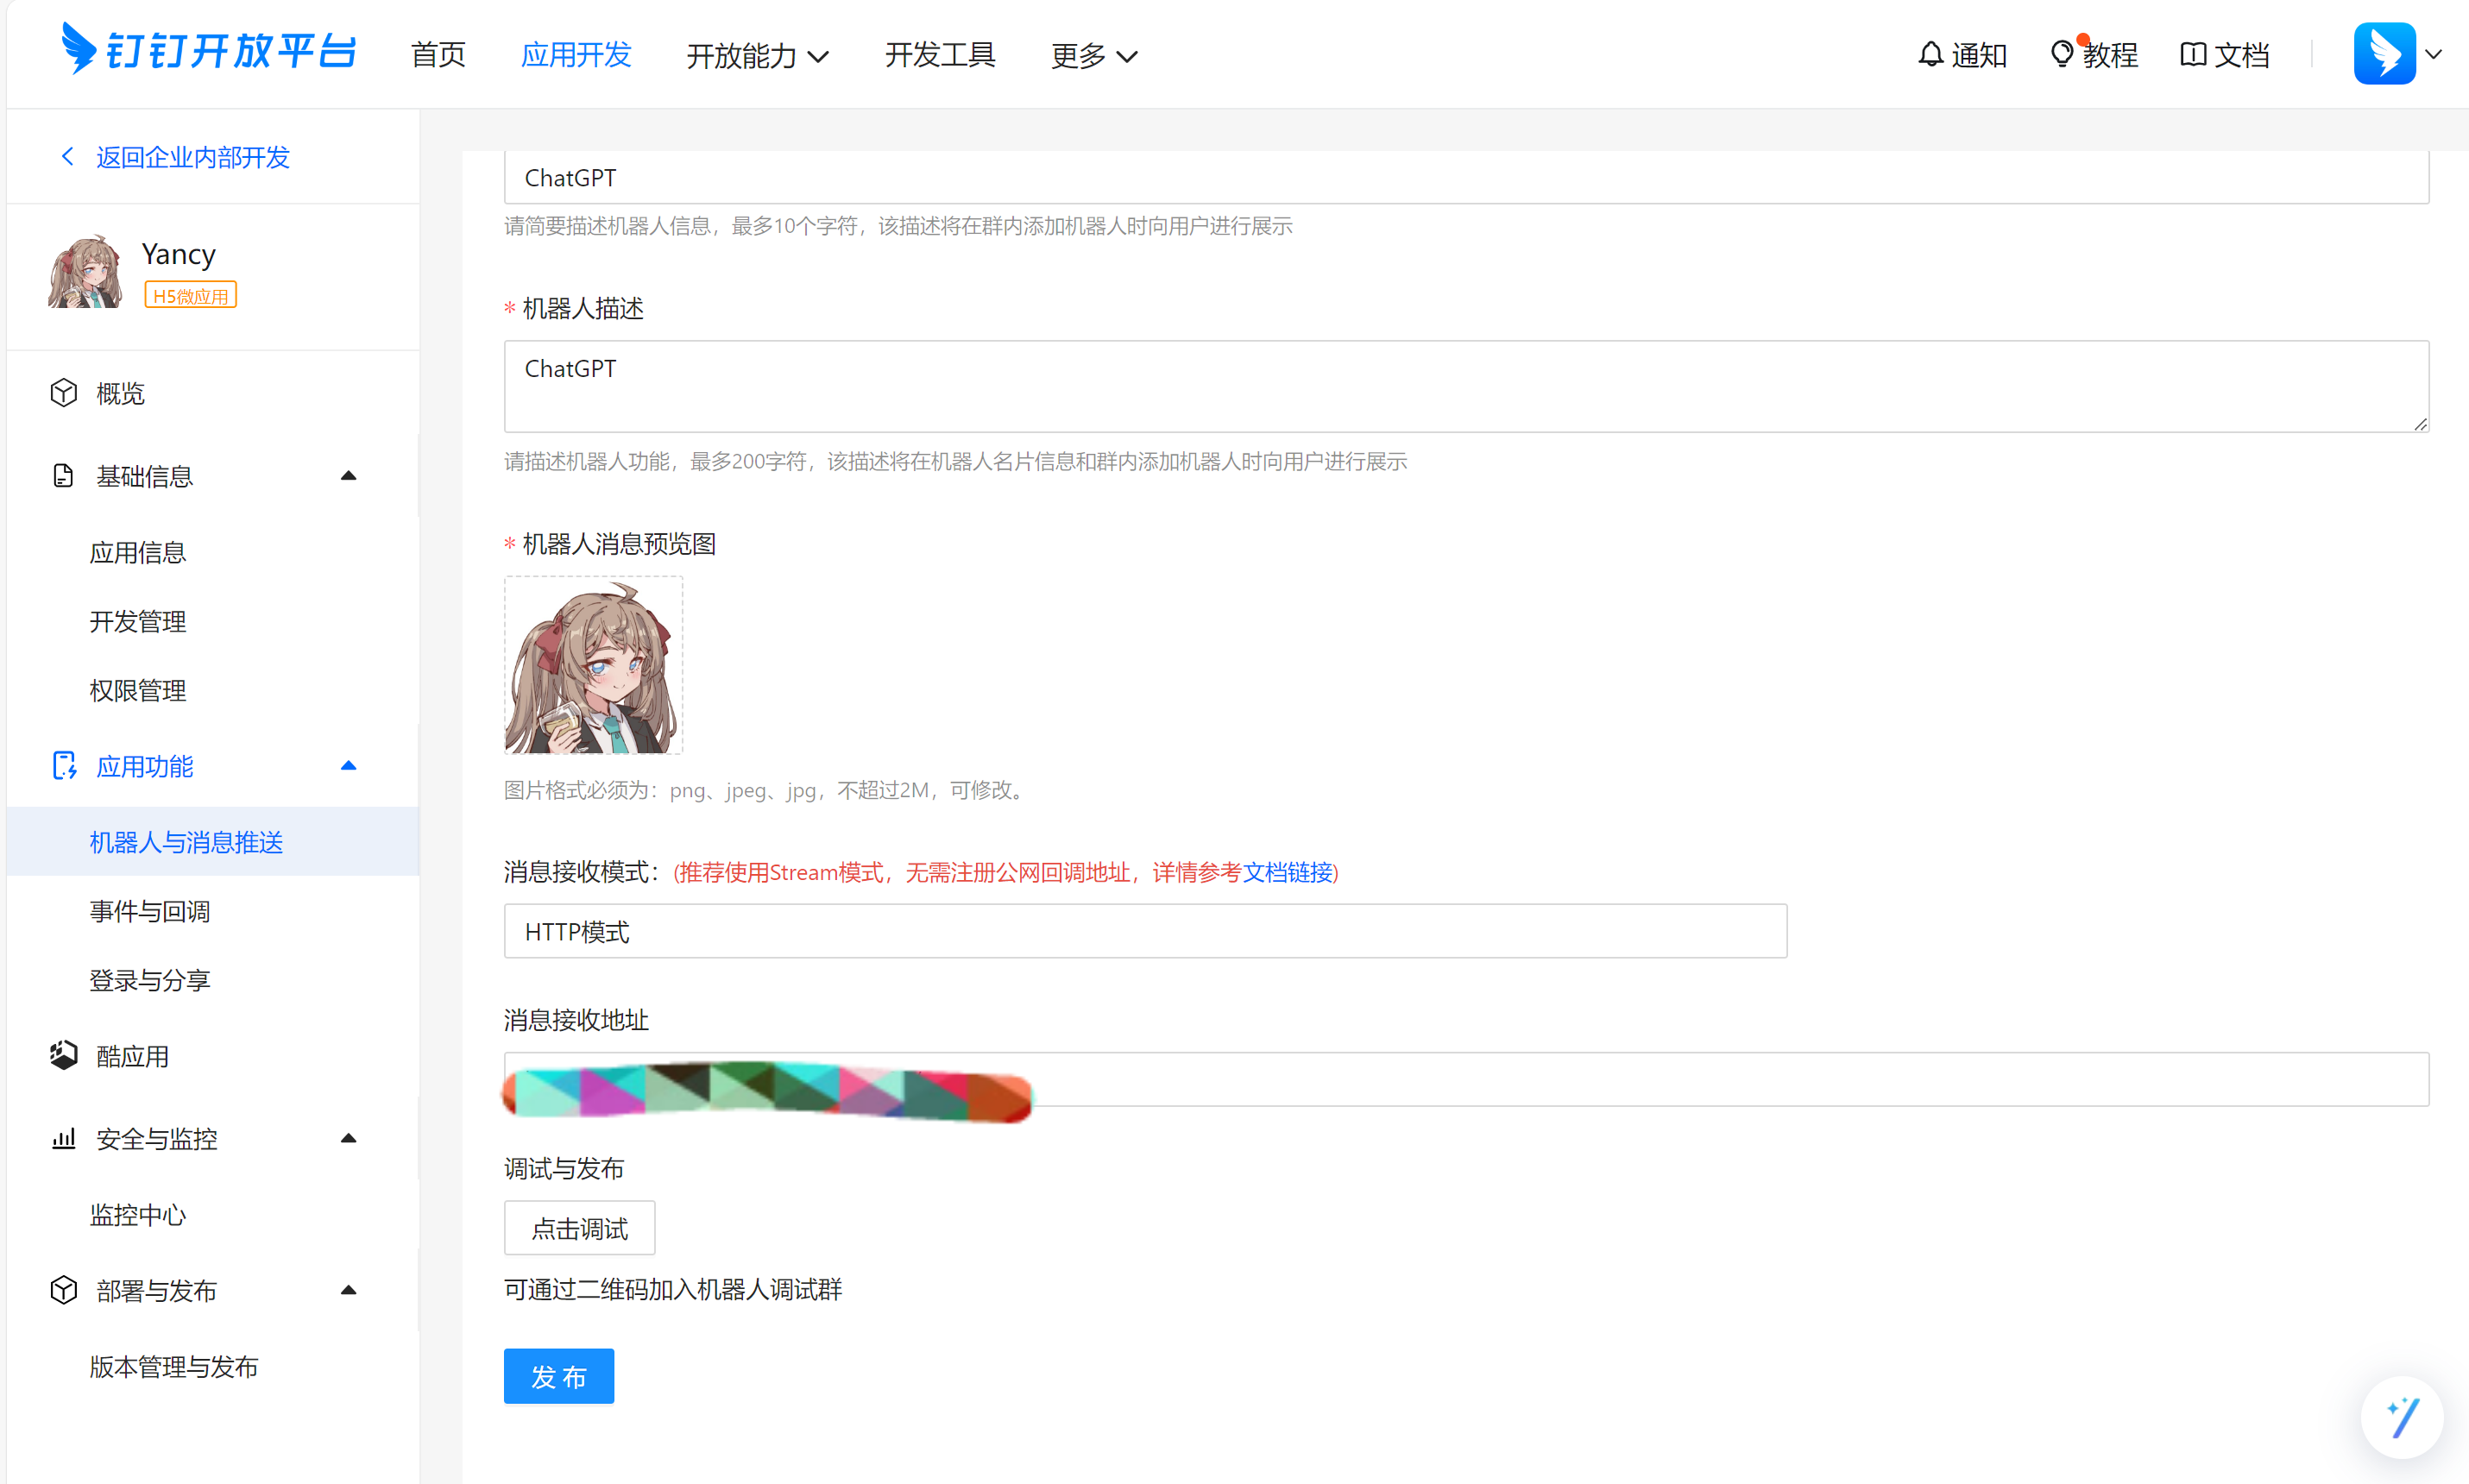 钉钉开放平台
首页
应用开发
开放能力
开发工具
更多
通知
教程
文档
返回企业内部开发
Yancy
H5微应用
概览
基础信息
应用信息
开发管理
权限管理
应用功能
机器人与消息推送
事件与回调
登录与分享
酷应用
安全与监控
监控中心
部署与发布
版本管理与发布
ChatGPT
请简要描述机器人信息，最多10个字符，该描述将在群内添加机器人时向用户进行展示
* 机器人描述
ChatGPT
请描述机器人功能，最多200字符，该描述将在机器人名片信息和群内添加机器人时向用户进行展示
* 机器人消息预览图
图片格式必须为：png、jpeg、jpg，不超过2M，可修改。
消息接收模式：(推荐使用Stream模式，无需注册公网回调地址，详情参考文档链接)
HTTP模式
消息接收地址
调试与发布
点击调试
可通过二维码加入机器人调试群
发 布